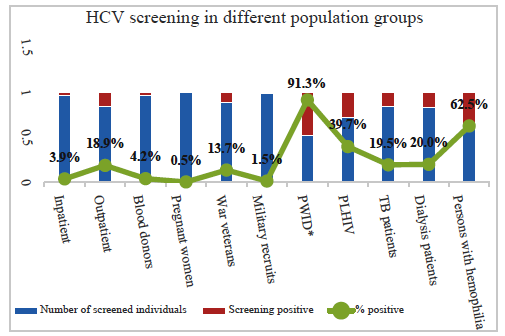 HCV screening in different population groups
1.5
1
0.5
0
3.9%
18.9%
4.2%
0.5%
13.7%
1.5%
91.3%
39.7%
19.5%
20.0%
62.5%
Inpatient
Outpatient
Blood donors
Pregnant women
War veterans
Military recruits
PWID*
PLHIV
TB patients
Dialysis patients
Persons with hemophilia
Number of screened individuals
Screening positive
% positive